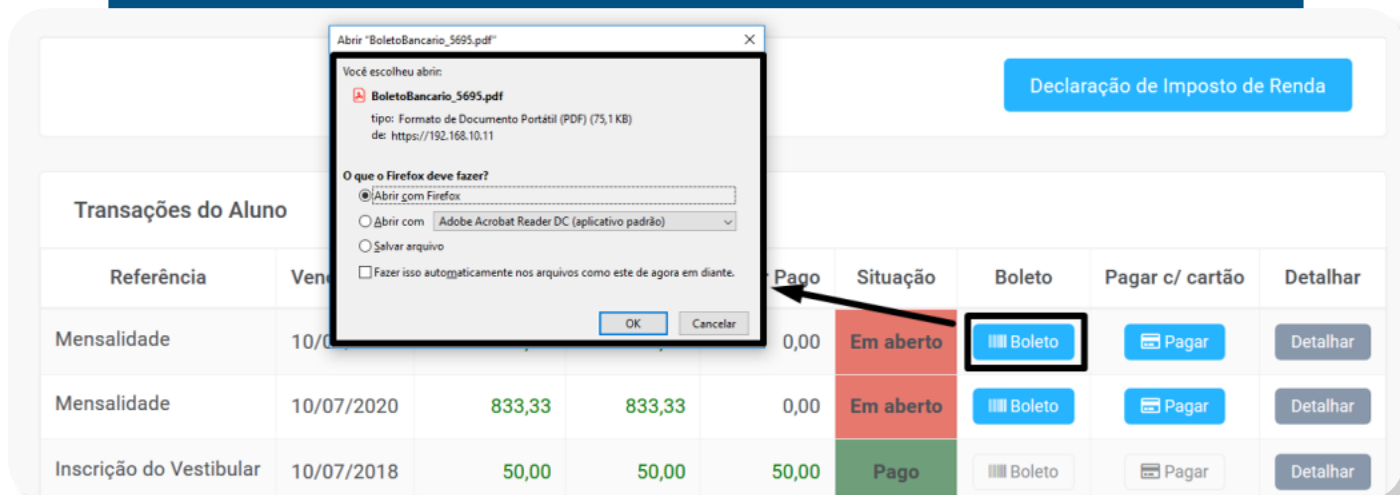 Abrir "BoletoBancario_5695.pdf"
Você escolheu abrir:
BoletoBancario_5695.pdf
tipo: Formato de Documento Portátil (PDF) (75,1 KB)
de: https://192.168.10.11
O que o Firefox deve fazer?
Abrir com Firefox
Abrir com Adobe Acrobat Reader DC (aplicativo padrão)
Salvar arquivo
Fazer isso automaticamente nos arquivos como este de agora em diante.
OK Cancelar
Declaração de Imposto de Renda
Transações do Aluno
Referência Pago Situação Boleto Pagar c/ cartão Detalhar
Mensalidade 0,00 Em aberto Boleto Pagar Detalhar
Mensalidade 10/07/2020 833,33 833,33 0,00 Em aberto Boleto Pagar Detalhar
Inscrição do Vestibular 10/07/2018 50,00 50,00 50,00 Pago Boleto Pagar Detalhar